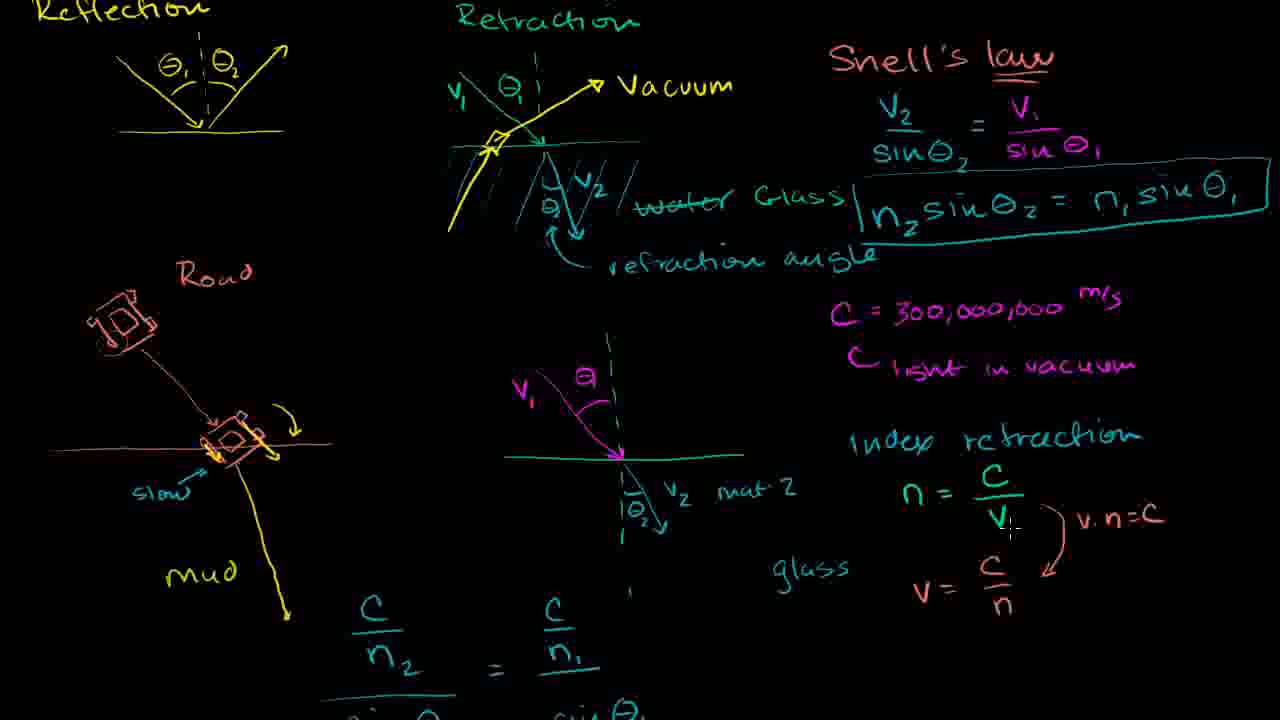 Reflection
θ₁ θ₂
Refraction
V₁ θ₁
Vacuum
θ₂ V₂
water Glass
refraction angle
Snell's law
V₂/sinθ₂ = V₁/sinθ₁
n₂ sinθ₂ = n₁ sinθ₁
C = 300,000,000 m/s
C light in vacuum
Index refraction
n = C/V
V·n=C
V = C/n
Road
slow
mud
V₁ θ₁
θ₂ V₂ mat 2
glass
C/n₂ = C/n₁
sinθ₁